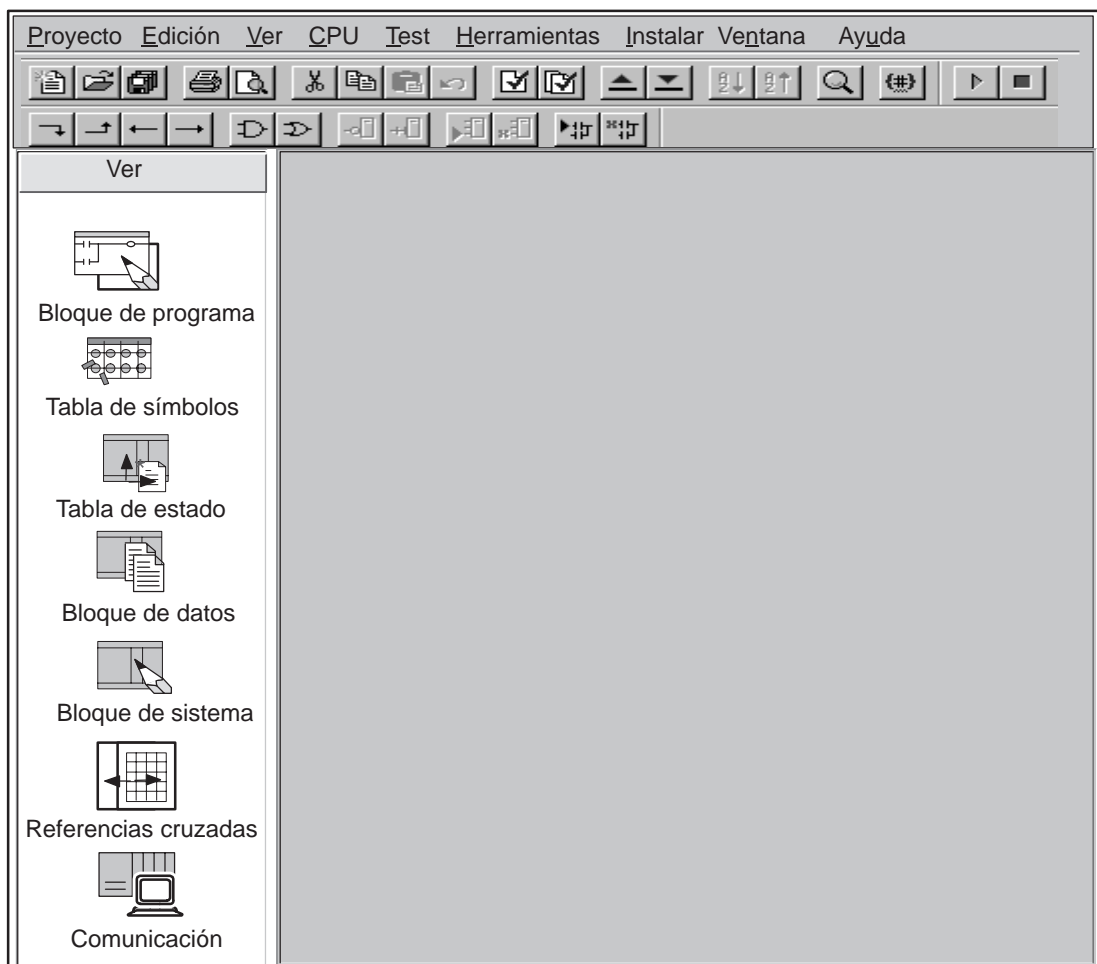 Proyecto Edición Ver CPU Test Herramientas Instalar Ventana Ayuda
Ver
Bloque de programa
Tabla de símbolos
Tabla de estado
Bloque de datos
Bloque de sistema
Referencias cruzadas
Comunicación